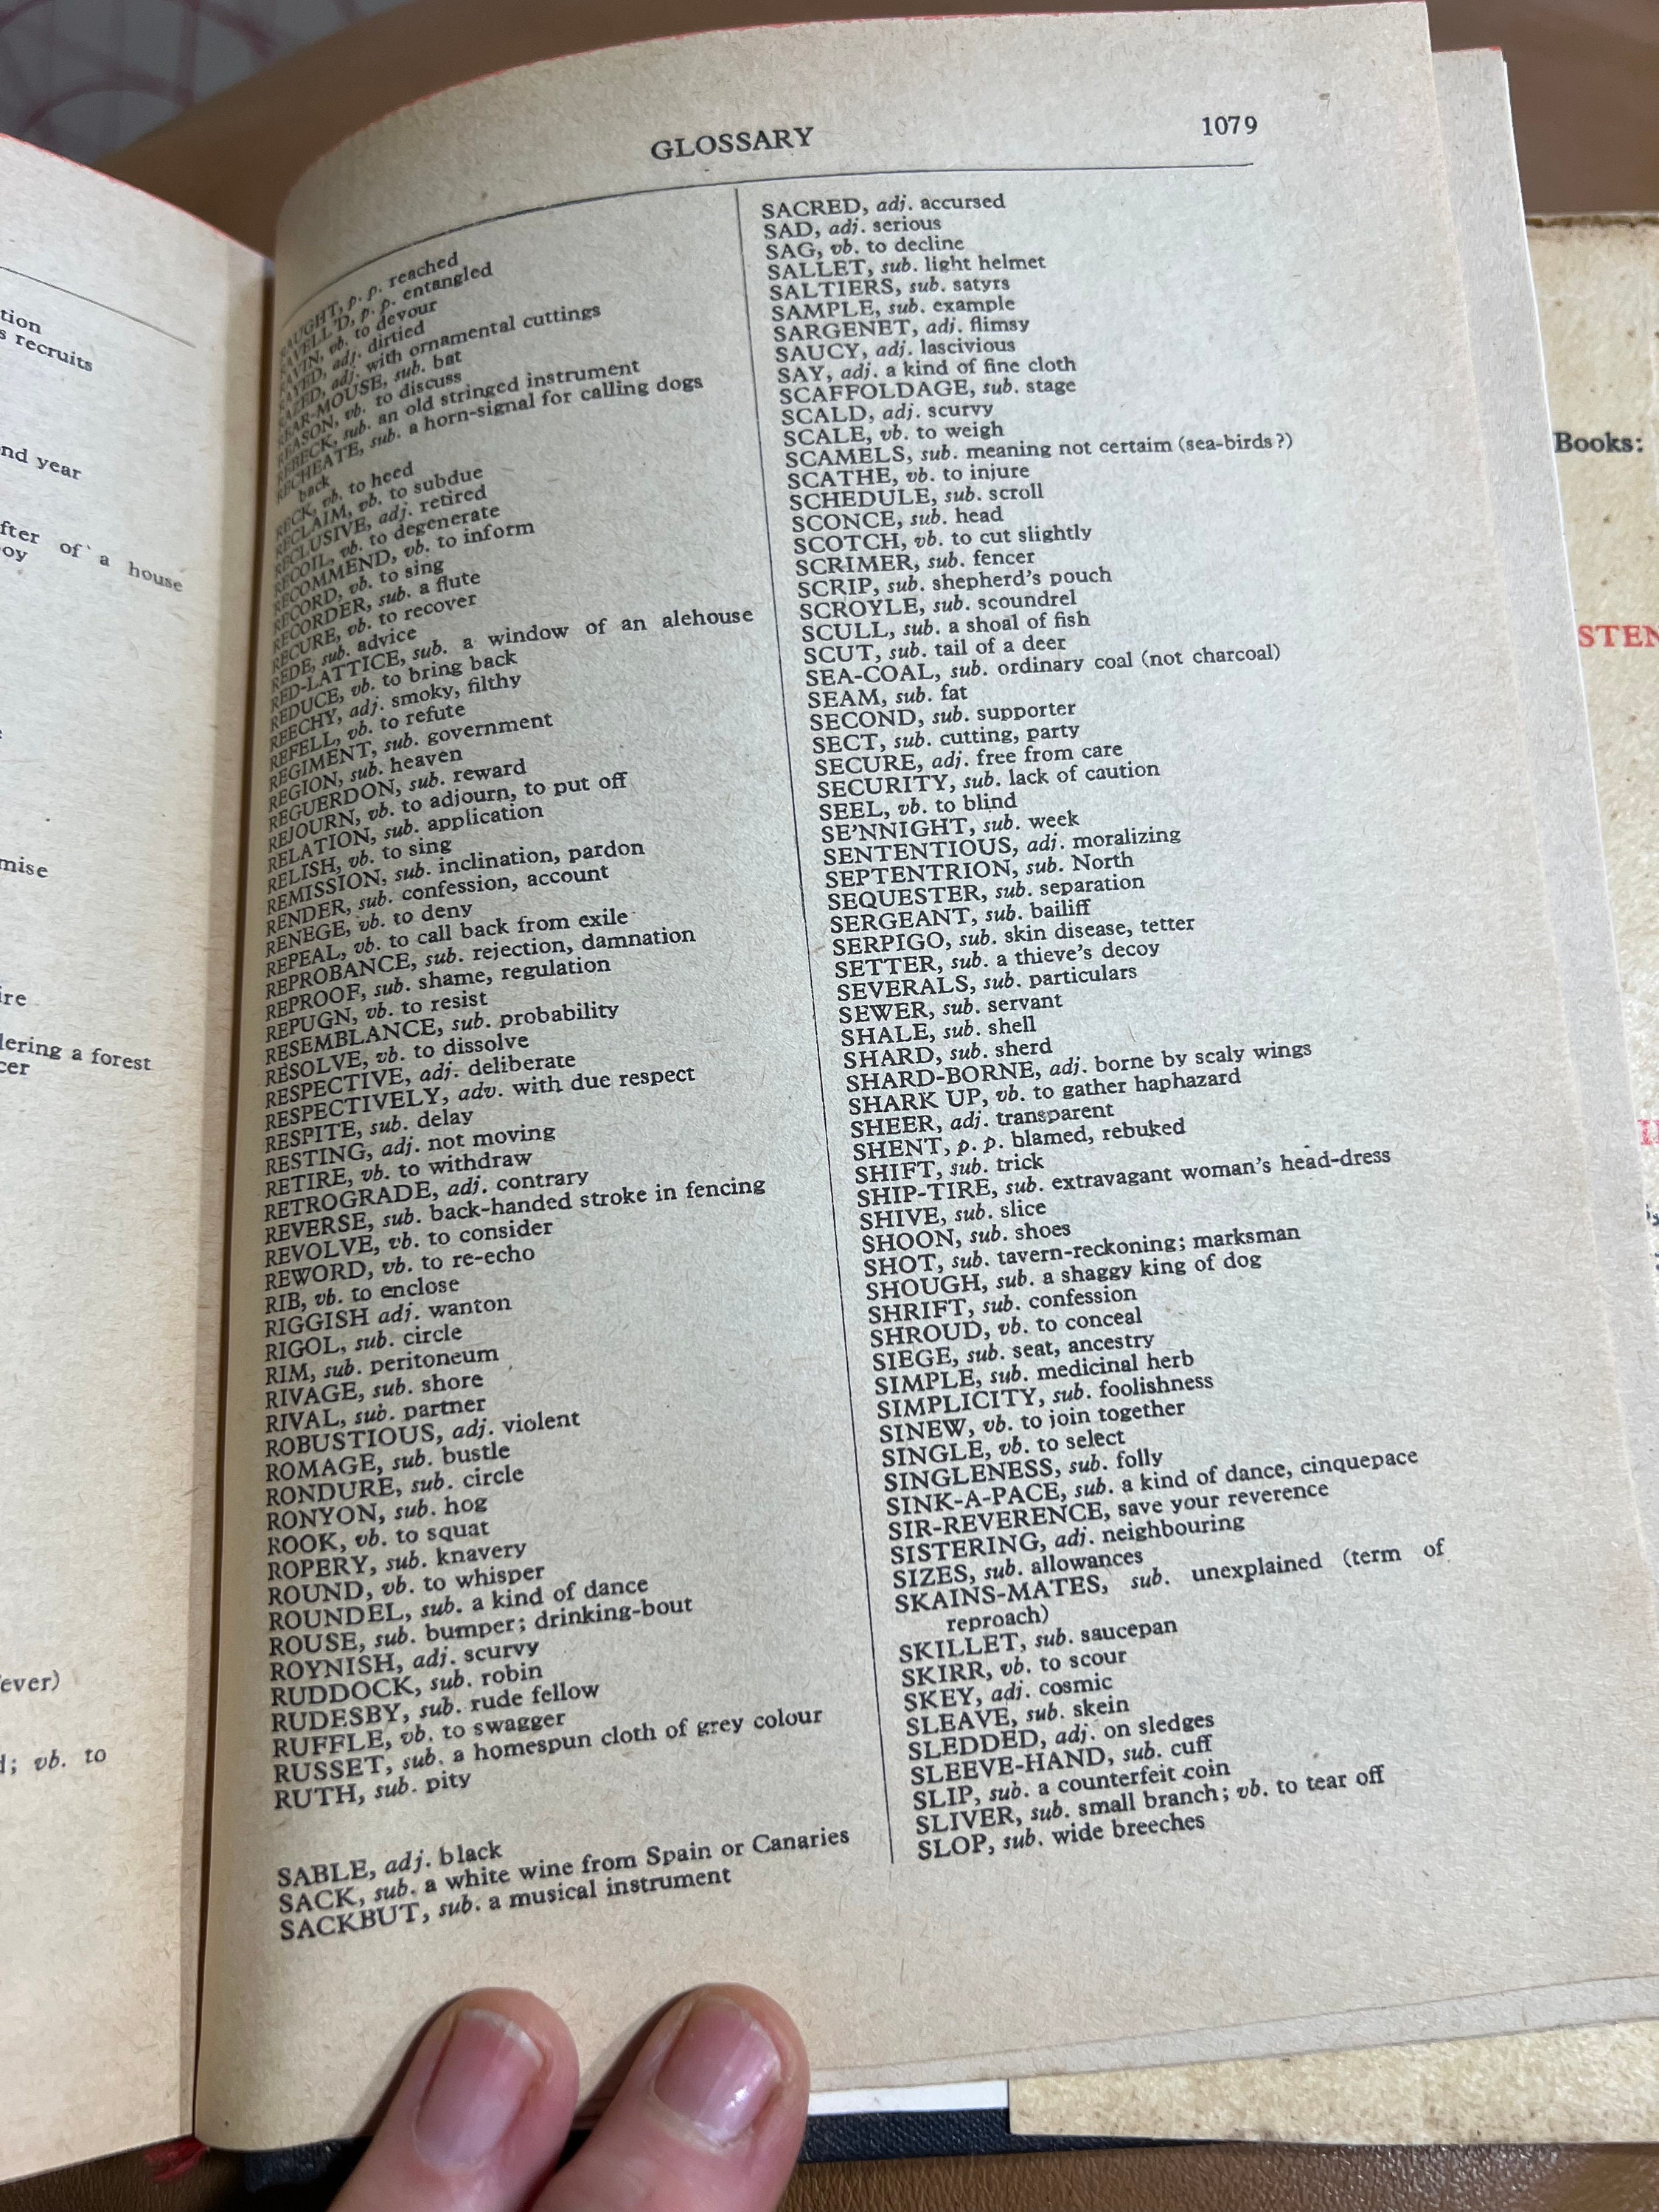 tion
s recruits
nd year
fter of a house
oy
mise
ire
lering a forest
cer
ever)
d; vb. to
GLOSSARY
1079
RAUGHT, p. p. reached
RAVELL'D, p. p. entangled
RAVIN, vb. to devour
RAYED, adj. dirtied
RAZED, adj. with ornamental cuttings
REAR-MOUSE, sub. bat
REASON, vb. to discuss
REBECK, sub. an old stringed instrument
RECHEATE, sub. a horn-signal for calling dogs
back
RECK, vb. to heed
RECLAIM, vb. to subdue
RECLUSIVE, adj. retired
RECOIL, vb. to degenerate
RECOMMEND, vb. to inform
RECORD, vb. to sing
RECORDER, sub. a flute
RECURE, vb. to recover
REDE, sub. advice
RED-LATTICE, sub. a window of an alehouse
REDUCE, vb. to bring back
REECHY, adj. smoky, filthy
REFELL, vb. to refute
REGIMENT, sub. government
REGION, sub. heaven
REGUERDON, sub. reward
REJOURN, vb. to adjourn, to put off
RELATION, sub. application
RELISH, vb. to sing
REMISSION, sub. inclination, pardon
RENDER, sub. confession, account
RENEGE, vb. to deny
REPEAL, vb. to call back from exile
REPROBANCE, sub. rejection, damnation
REPROOF, sub. shame, regulation
REPUGN, vb. to resist
RESEMBLANCE, sub. probability
RESOLVE, vb. to dissolve
RESPECTIVE, adj. deliberate
RESPECTIVELY, adv. with due respect
RESPITE, sub. delay
RESTING, adj. not moving
RETIRE, vb. to withdraw
RETROGRADE, adj. contrary
REVERSE, sub. back-handed stroke in fencing
REVOLVE, vb. to consider
REWORD, vb. to re-echo
RIB, vb. to enclose
RIGGISH adj. wanton
RIGOL, sub. circle
RIM, sub. peritoneum
RIVAGE, sub. shore
RIVAL, sub. partner
ROBUSTIOUS, adj. violent
ROMAGE, sub. bustle
RONDURE, sub. circle
RONYON, sub. hog
ROOK, vb. to squat
ROPERY, sub. knavery
ROUND, vb. to whisper
ROUNDEL, sub. a kind of dance
ROUSE, sub. bumper; drinking-bout
ROYNISH, adj. scurvy
RUDDOCK, sub. robin
RUDESBY, sub. rude fellow
RUFFLE, vb. to swagger
RUSSET, sub. a homespun cloth of grey colour
RUTH, sub. pity
SABLE, adj. black
SACK, sub. a white wine from Spain or Canaries
SACKBUT, sub. a musical instrument
SACRED, adj. accursed
SAD, adj. serious
SAG, vb. to decline
SALLET, sub. light helmet
SALTIERS, sub. satyrs
SAMPLE, sub. example
SARGENET, adj. flimsy
SAUCY, adj. lascivious
SAY, adj. a kind of fine cloth
SCAFFOLDAGE, sub. stage
SCALD, adj. scurvy
SCALE, vb. to weigh
SCAMELS, sub. meaning not certaim (sea-birds?)
SCATHE, vb. to injure
SCHEDULE, sub. scroll
SCONCE, sub. head
SCOTCH, vb. to cut slightly
SCRIMER, sub. fencer
SCRIP, sub. shepherd's pouch
SCROYLE, sub. scoundrel
SCULL, sub. a shoal of fish
SCUT, sub. tail of a deer
SEA-COAL, sub. ordinary coal (not charcoal)
SEAM, sub. fat
SECOND, sub. supporter
SECT, sub. cutting, party
SECURE, adj. free from care
SECURITY, sub. lack of caution
SEEL, vb. to blind
SE'NNIGHT, sub. week
SENTENTIOUS, adj. moralizing
SEPTENTRION, sub. North
SEQUESTER, sub. separation
SERGEANT, sub. bailiff
SERPIGO, sub. skin disease, tetter
SETTER, sub. a thieve's decoy
SEVERALS, sub. particulars
SEWER, sub. servant
SHALE, sub. shell
SHARD, sub. sherd
SHARD-BORNE, adj. borne by scaly wings
SHARK UP, vb. to gather haphazard
SHEER, adj. transparent
SHENT, p. p. blamed, rebuked
SHIFT, sub. trick
SHIP-TIRE, sub. extravagant woman's head-dress
SHIVE, sub. slice
SHOON, sub. shoes
SHOT, sub. tavern-reckoning; marksman
SHOUGH, sub. a shaggy king of dog
SHRIFT, sub. confession
SHROUD, vb. to conceal
SIEGE, sub. seat, ancestry
SIMPLE, sub. medicinal herb
SIMPLICITY, sub. foolishness
SINEW, vb. to join together
SINGLE, vb. to select
SINGLENESS, sub. folly
SINK-A-PACE, sub. a kind of dance, cinquepace
SIR-REVERENCE, save your reverence
SISTERING, adj. neighbouring
SIZES, sub. allowances
SKAINS-MATES, sub. unexplained (term of
reproach)
SKILLET, sub. saucepan
SKIRR, vb. to scour
SKEY, adj. cosmic
SLEAVE, sub. skein
SLEDDED, adj. on sledges
SLEEVE-HAND, sub. cuff
SLIP, sub. a counterfeit coin
SLIVER, sub. small branch; vb. to tear off
SLOP, sub. wide breeches
Books:
STEN